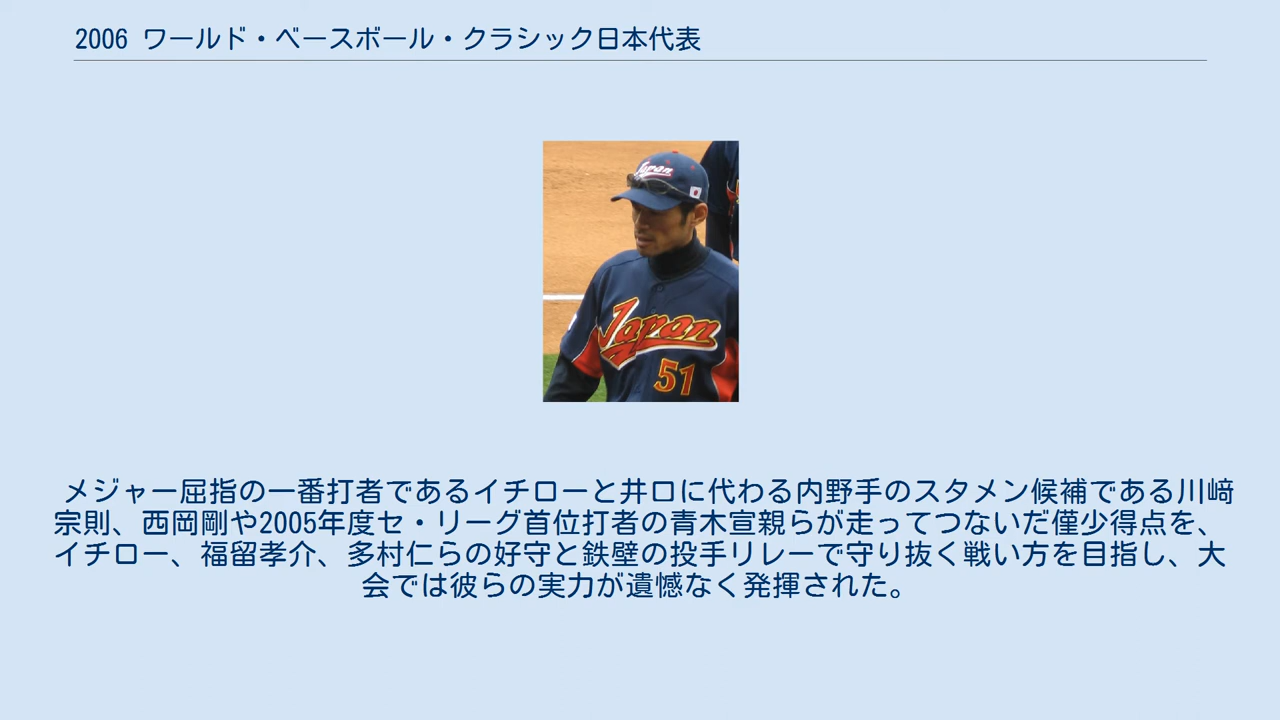 2006 ワールド・ベースボール・クラシック日本代表
Japan
Japan
51
メジャー屈指の一番打者であるイチローと井口に代わる内野手のスタメン候補である川﨑
宗則、西岡剛や2005年度セ・リーグ首位打者の青木宣親らが走ってつないだ僅少得点を、
イチロー、福留孝介、多村仁らの好守と鉄壁の投手リレーで守り抜く戦い方を目指し、大
会では彼らの実力が遺憾なく発揮された。